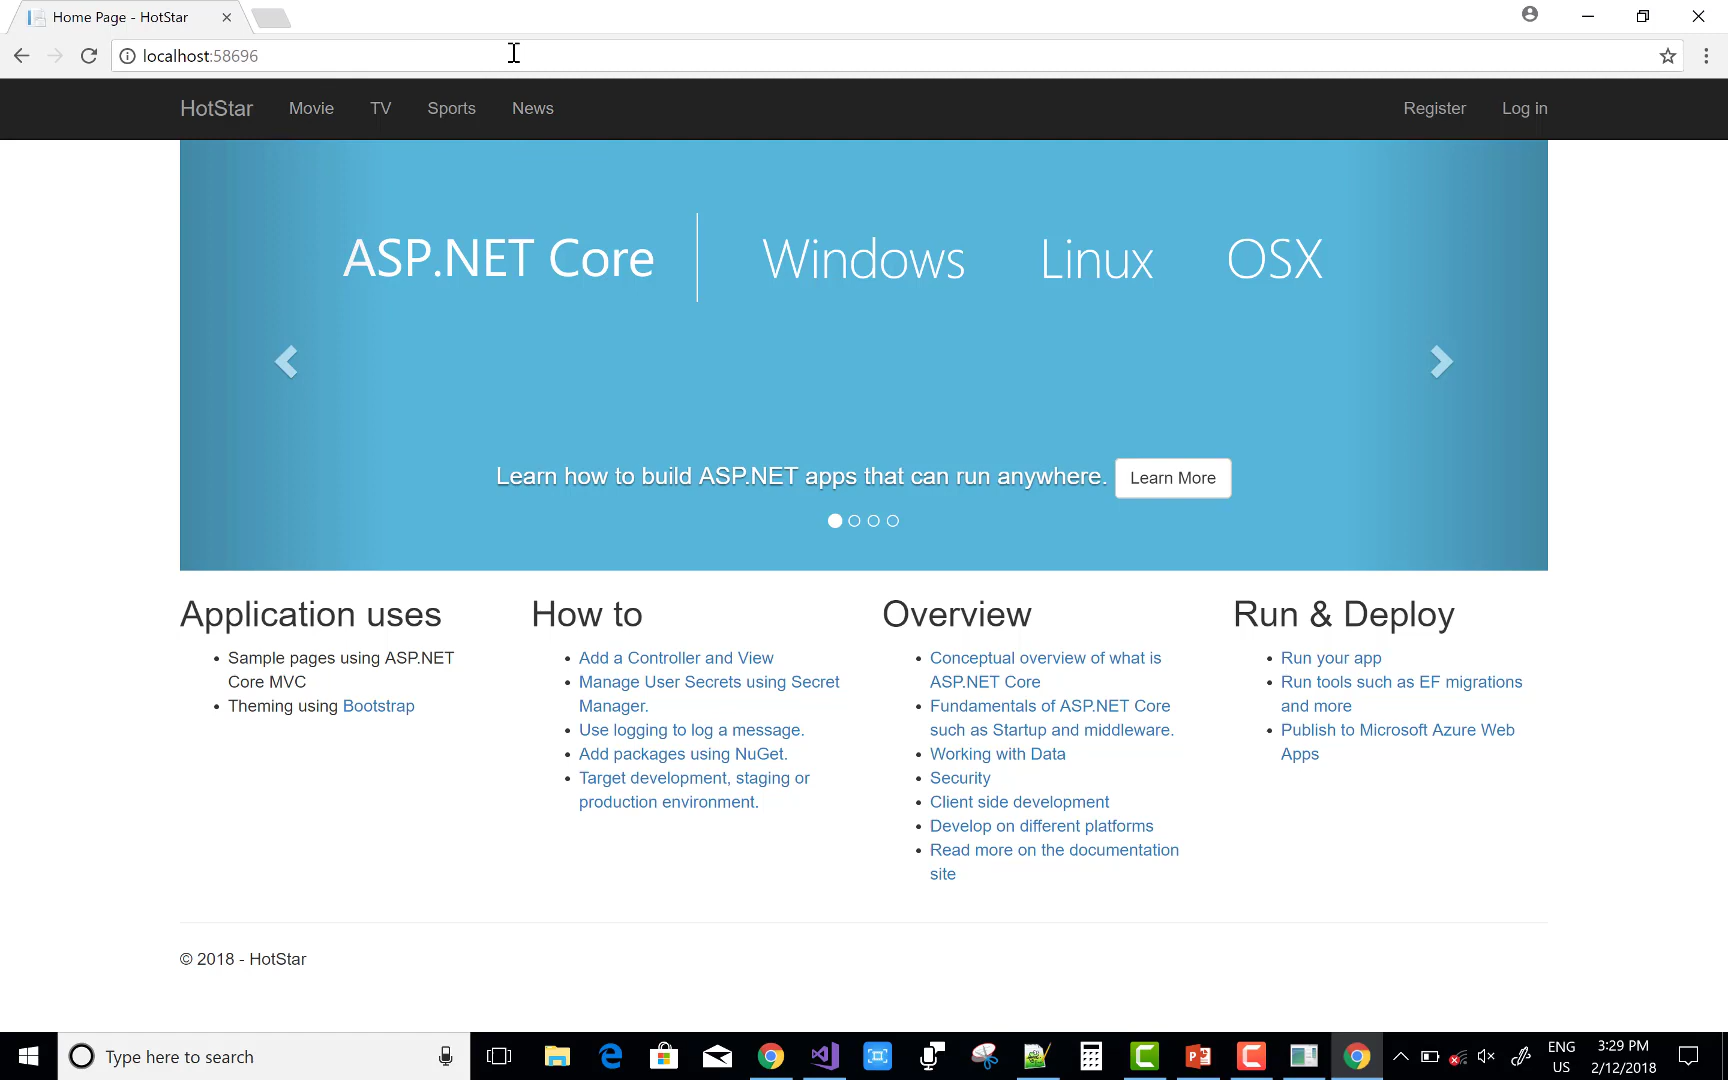 Home Page - HotStar
localhost:58696
HotStar Movie TV Sports News Register Log in
ASP.NET Core Windows Linux OSX
Learn how to build ASP.NET apps that can run anywhere. Learn More
Application uses
Sample pages using ASP.NET
Core MVC
Theming using Bootstrap
How to
Add a Controller and View
Manage User Secrets using Secret
Manager.
Use logging to log a message.
Add packages using NuGet.
Target development, staging or
production environment.
Overview
Conceptual overview of what is
ASP.NET Core
Fundamentals of ASP.NET Core
such as Startup and middleware.
Working with Data
Security
Client side development
Develop on different platforms
Read more on the documentation
site
Run & Deploy
Run your app
Run tools such as EF migrations
and more
Publish to Microsoft Azure Web
Apps
© 2018 - HotStar
Type here to search
ENG
US
3:29 PM
2/12/2018